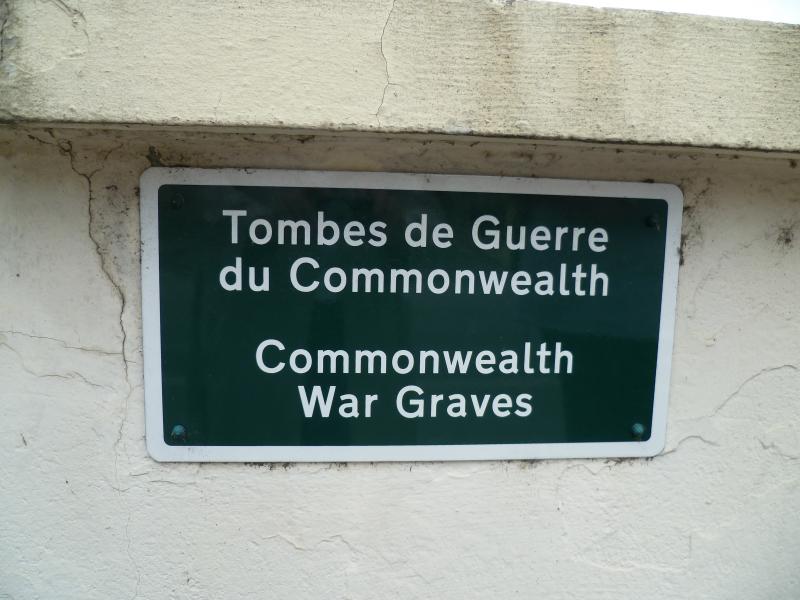 Tombes de Guerre
du Commonwealth
Commonwealth
War Graves